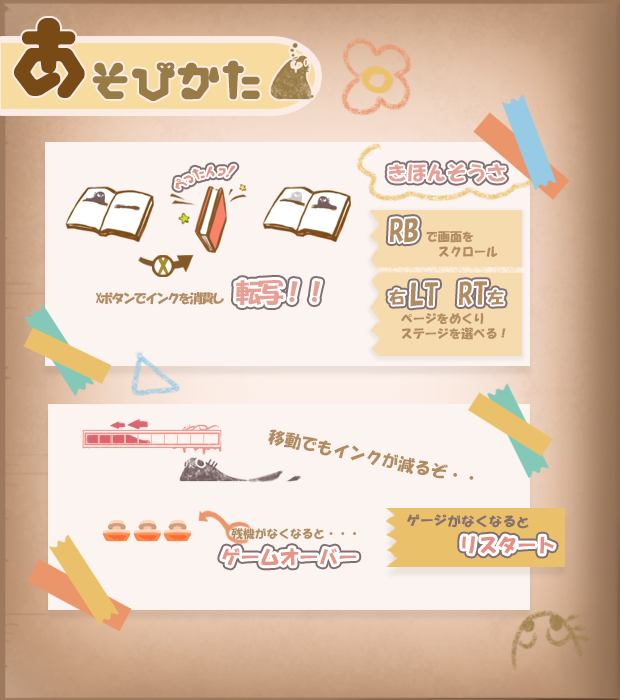 あそびかた
ぺったんっ!
きほんそうさ
RBで画面を
スクロール
X
Xボタンでインクを消費し 転写!!
右LT RT左
ページをめくり
ステージを選べる!
移動でもインクが減るぞ・・
残機がなくなると・・・
ゲームオーバー
ゲージがなくなると
リスタート